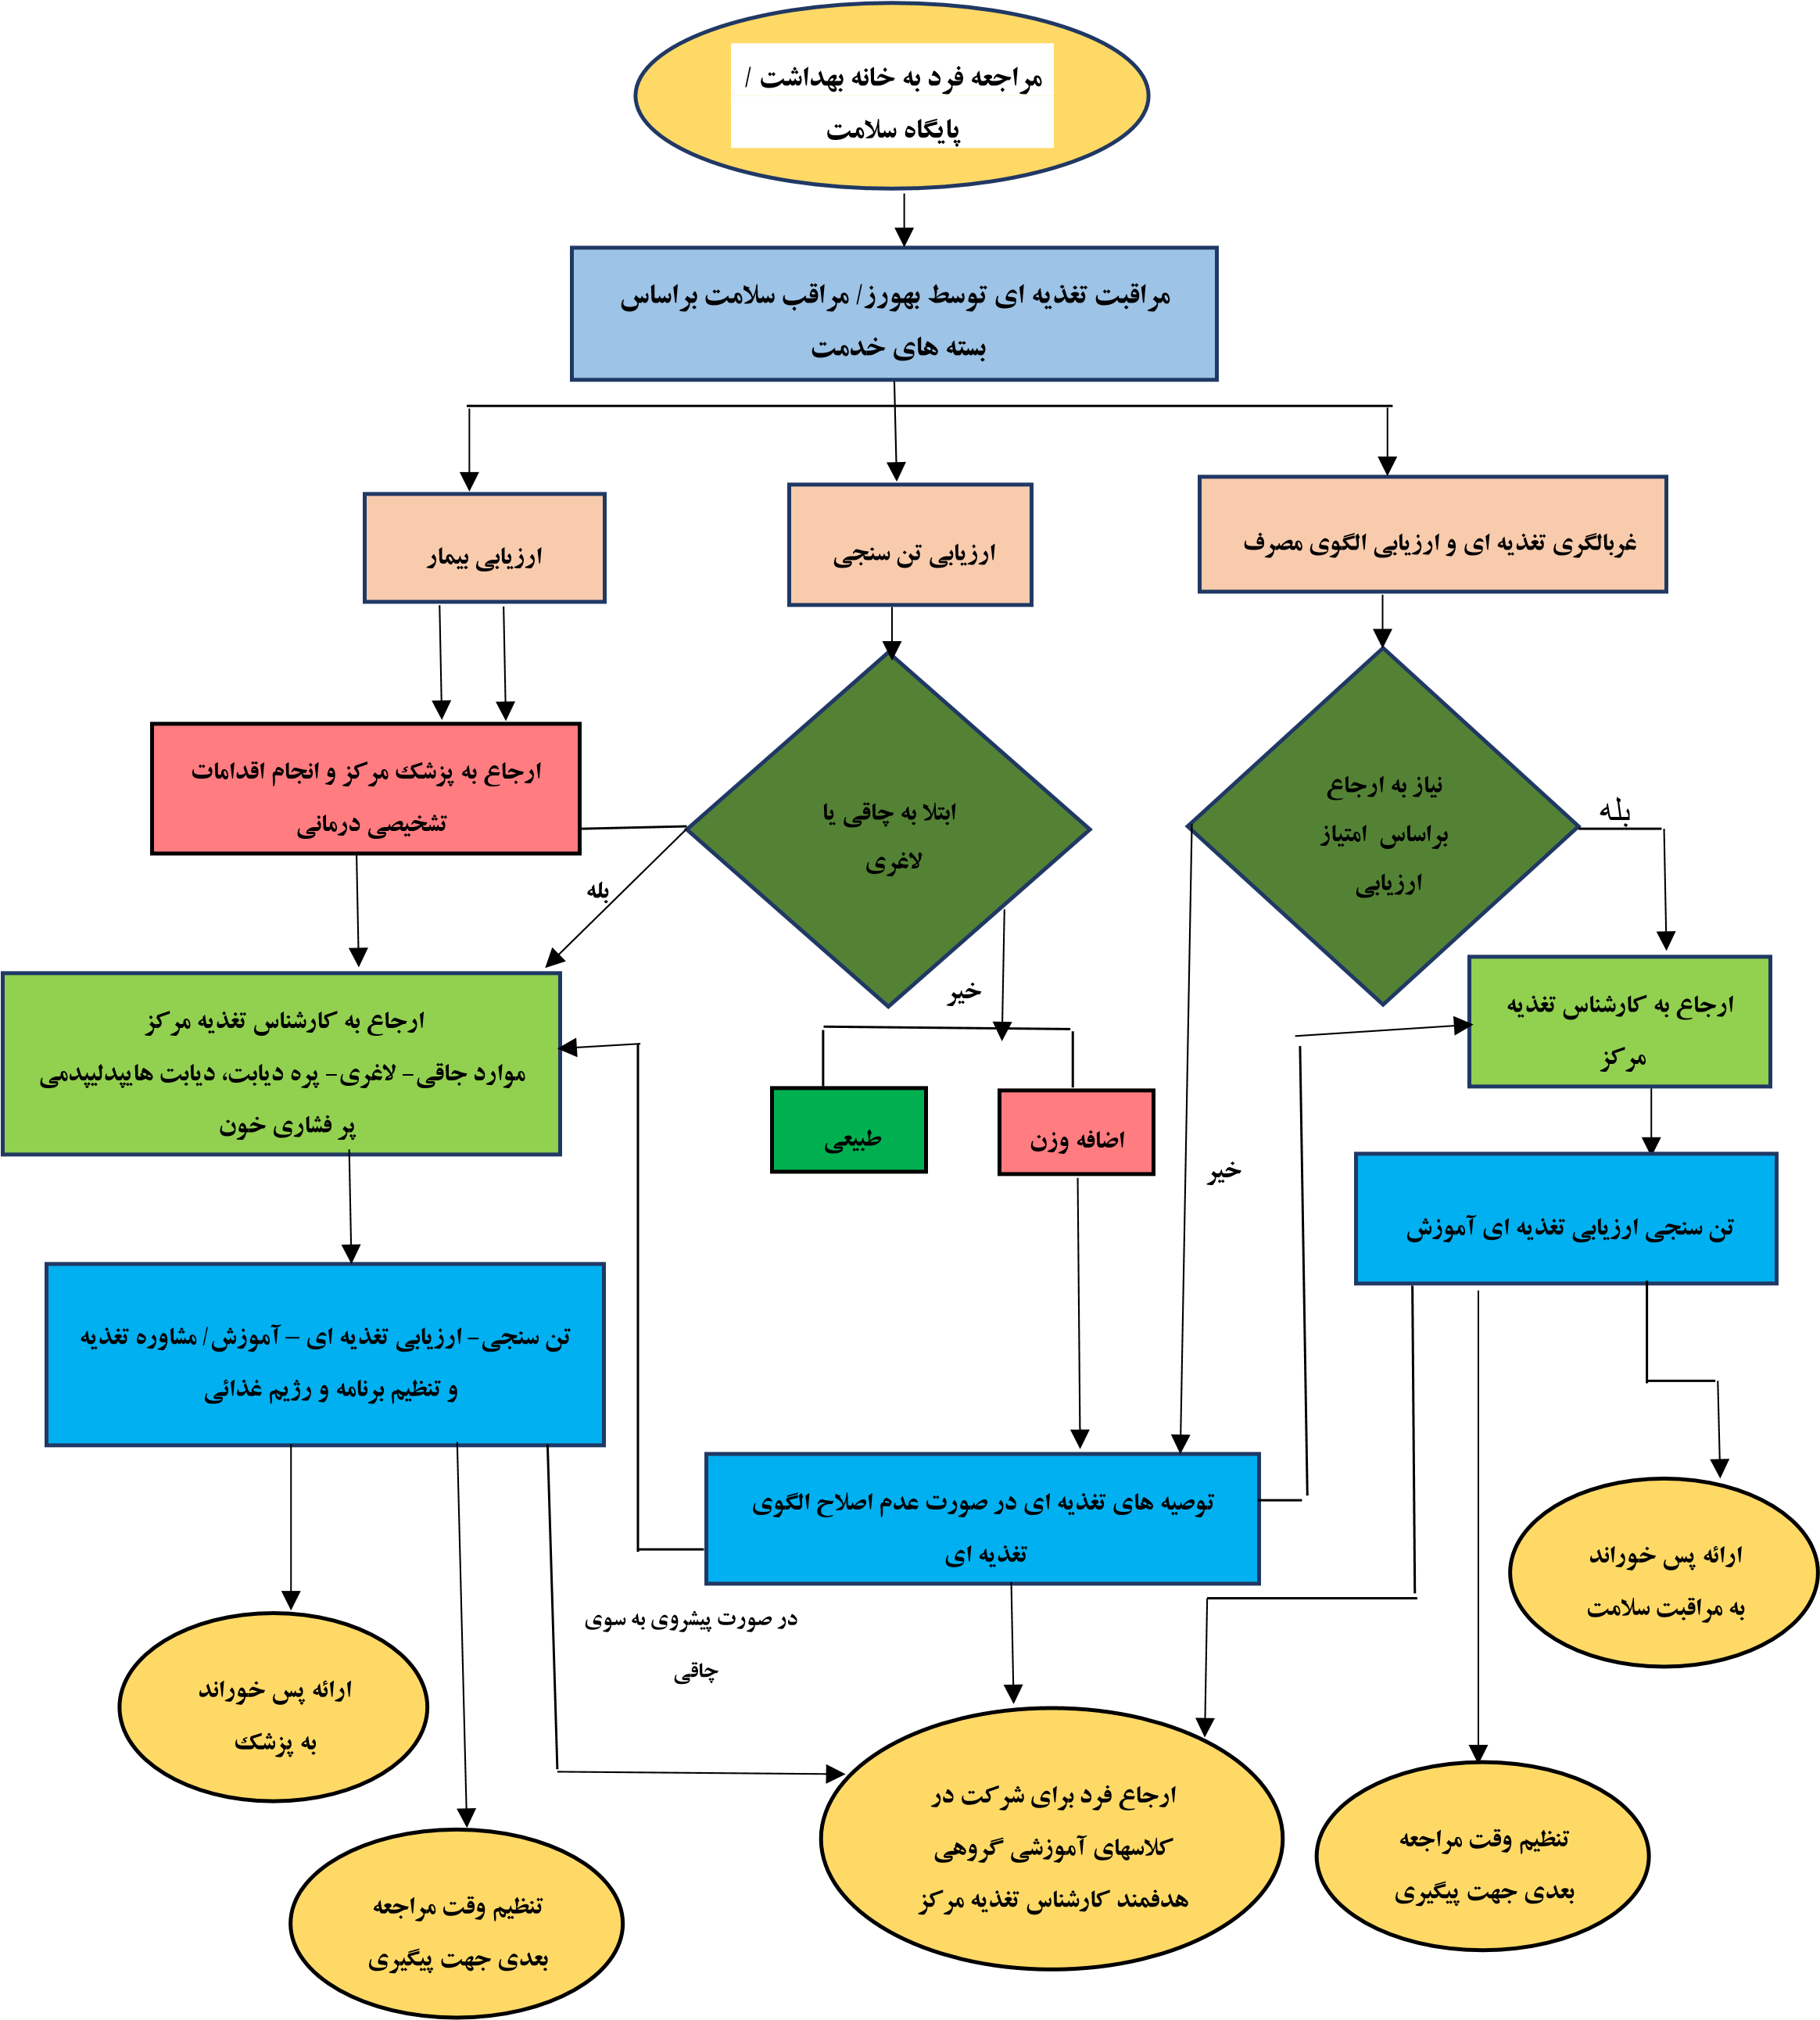 مراجعه فرد به خانه بهداشت /
پایگاه سلامت
مراقبت تغذیه ای توسط بهورز/ مراقب سلامت براساس
بسته های خدمت
غربالگری تغذیه ای و ارزیابی الگوی مصرف
ارزیابی تن سنجی
ارزیابی بیمار
نیاز به ارجاع
براساس امتیاز
ارزیابی
بله
ابتلا به چاقی یا
لاغری
ارجاع به پزشک مرکز و انجام اقدامات
تشخیصی درمانی
بله
خیر
ارجاع به کارشناس تغذیه
مرکز
ارجاع به کارشناس تغذیه مرکز
موارد جاقی- لاغری- پره دیابت، دیابت هایپدلیپدمی
پر فشاری خون
اضافه وزن
طبیعی
خیر
تن سنجی ارزیابی تغذیه ای آموزش
تن سنجی- ارزیابی تغذیه ای – آموزش/ مشاوره تغذیه
و تنظیم برنامه و رژیم غذائی
توصیه های تغذیه ای در صورت عدم اصلاح الگوی
تغذیه ای
ارائه پس خوراند
به مراقبت سلامت
در صورت پیشروی به سوی
چاقی
ارائه پس خوراند
به پزشک
ارجاع فرد برای شرکت در
کلاسهای آموزشی گروهی
هدفمند کارشناس تغذیه مرکز
تنظیم وقت مراجعه
بعدی جهت پیگیری
تنظیم وقت مراجعه
بعدی جهت پیگیری